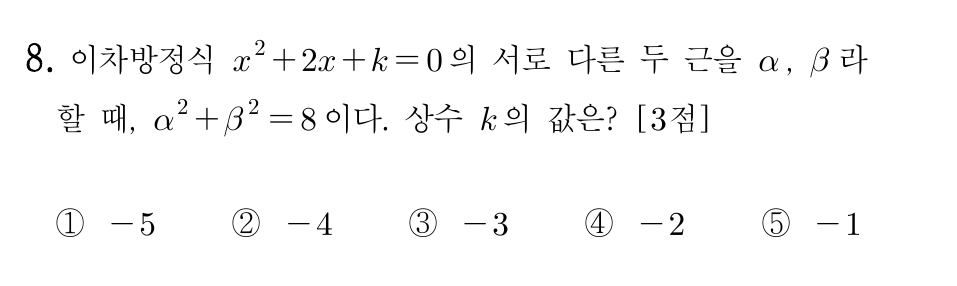 8. 이차방정식 x²+2x+k=0의 서로 다른 두 근을 α, β라
할 때, α²+β²=8이다. 상수 k의 값은? [3점]
① -5 ② -4 ③ -3 ④ -2 ⑤ -1